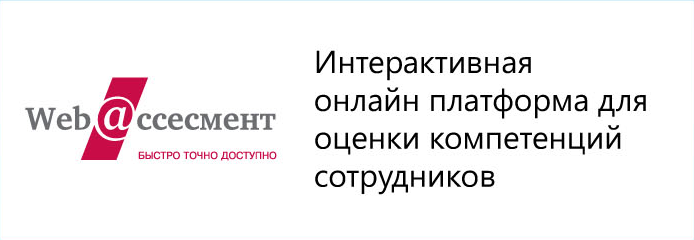 Web@ссесмент
БЫСТРО ТОЧНО ДОСТУПНО
Интерактивная
онлайн платформа для
оценки компетенций
сотрудников